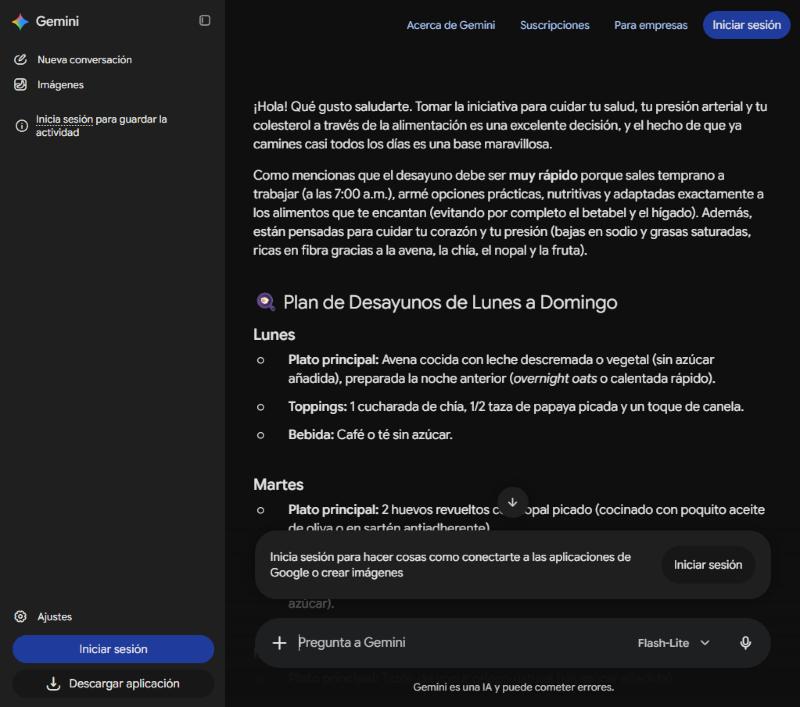 Gemini
Acerca de Gemini
Suscripciones
Para empresas
Iniciar sesión
Nueva conversación
Imágenes
Inicia sesión para guardar la
actividad
¡Hola! Qué gusto saludarte. Tomar la iniciativa para cuidar tu salud, tu presión arterial y tu
colesterol a través de la alimentación es una excelente decisión, y el hecho de que ya
camines casi todos los días es una base maravillosa.
Como mencionas que el desayuno debe ser muy rápido porque sales temprano a
trabajar (a las 7:00 a.m.), armé opciones prácticas, nutritivas y adaptadas exactamente a
los alimentos que te encantan (evitando por completo el betabel y el hígado). Además,
están pensadas para cuidar tu corazón y tu presión (bajas en sodio y grasas saturadas,
ricas en fibra gracias a la avena, la chía, el nopal y la fruta).
Plan de Desayunos de Lunes a Domingo
Lunes
Plato principal: Avena cocida con leche descremada o vegetal (sin azúcar
añadida), preparada la noche anterior (overnight oats o calentada rápido).
Toppings: 1 cucharada de chía, 1/2 taza de papaya picada y un toque de canela.
Bebida: Café o té sin azúcar.
Martes
Plato principal: 2 huevos revueltos c opal picado (cocinado con poquito aceite
de oliva o en sartén antiadherente)
Inicia sesión para hacer cosas como conectarte a las aplicaciones de
Google o crear imágenes
Iniciar sesión
azúcar).
Pregunta a Gemini
Flash-Lite
Plato principal:
Gemini es una IA y puede cometer errores.
Ajustes
Iniciar sesión
Descargar aplicación